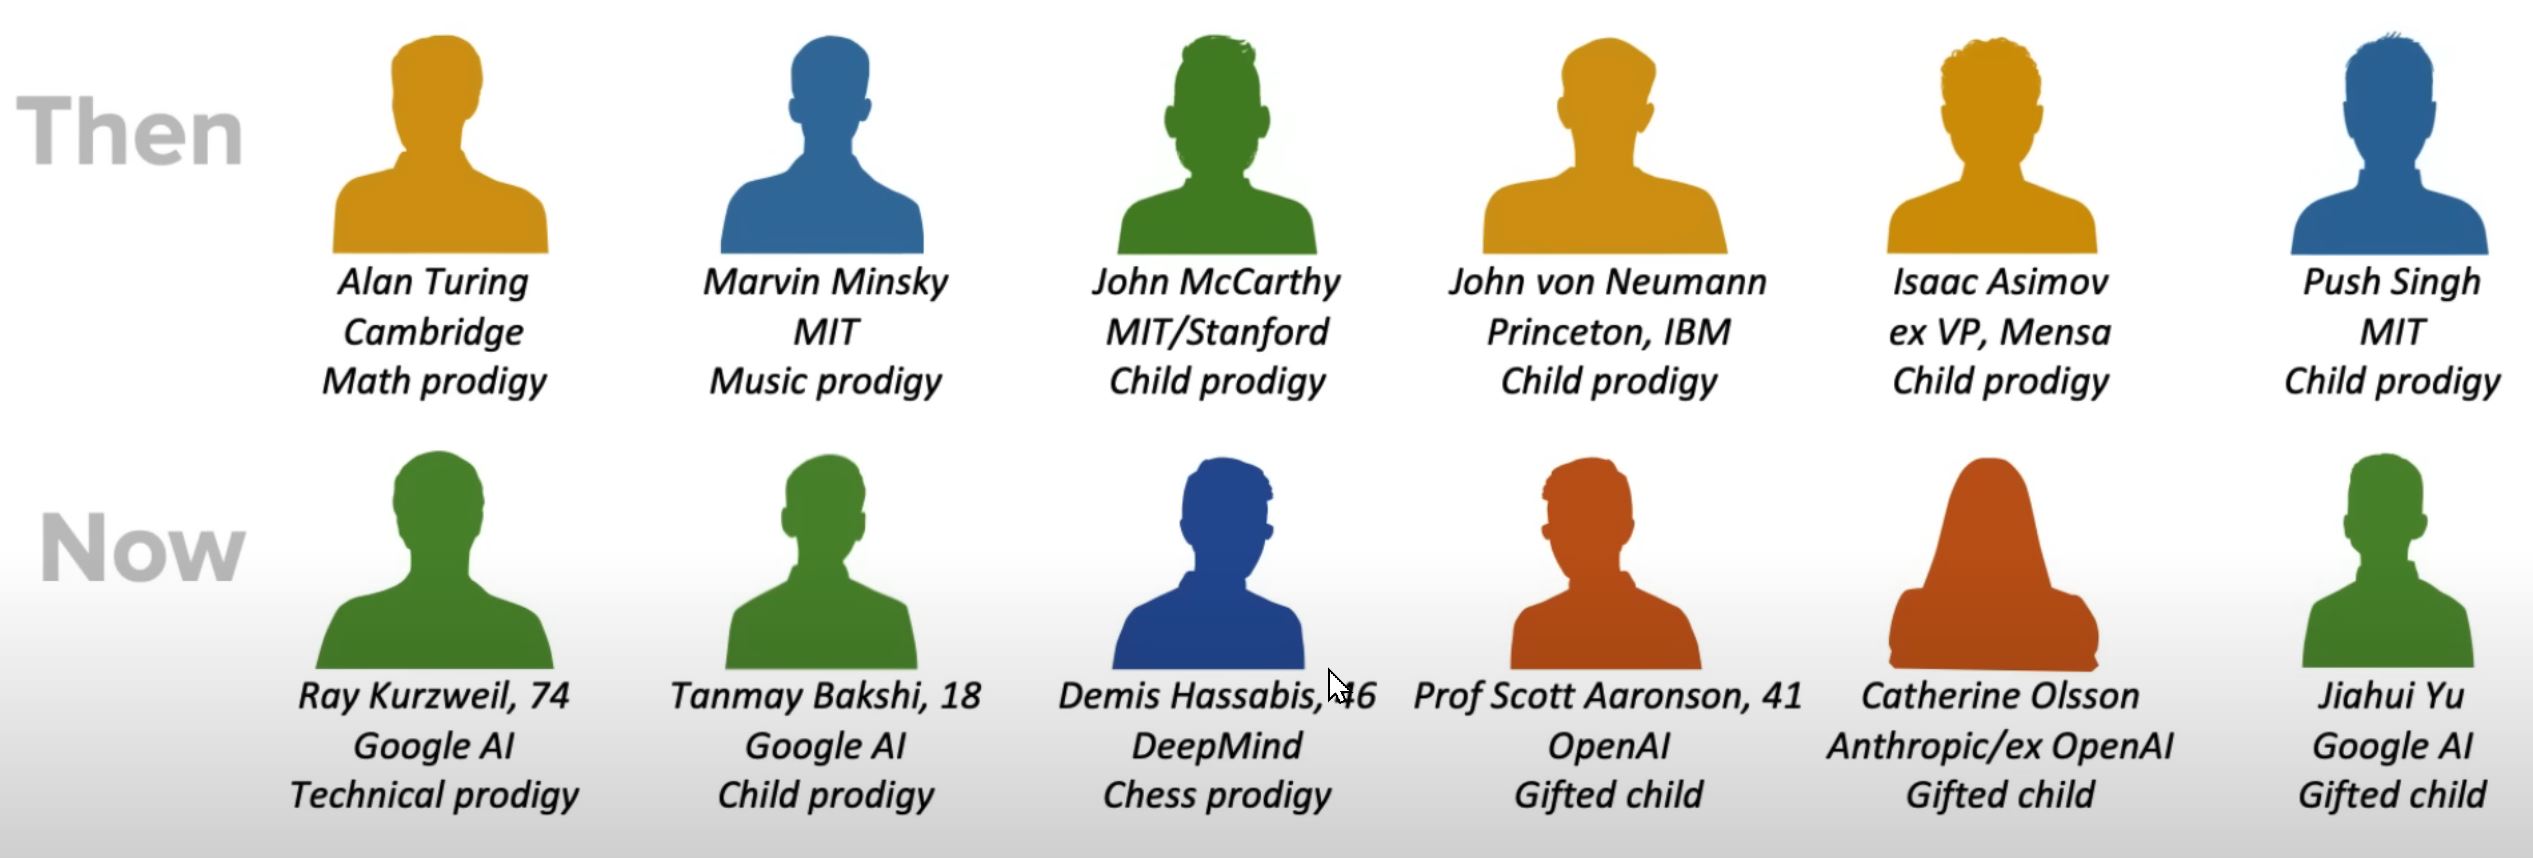 Then
Alan Turing
Cambridge
Math prodigy
Marvin Minsky
MIT
Music prodigy
John McCarthy
MIT/Stanford
Child prodigy
John von Neumann
Princeton, IBM
Child prodigy
Isaac Asimov
ex VP, Mensa
Child prodigy
Push Singh
MIT
Child prodigy
Now
Ray Kurzweil, 74
Google AI
Technical prodigy
Tanmay Bakshi, 18
Google AI
Child prodigy
Demis Hassabis, 46
DeepMind
Chess prodigy
Prof Scott Aaronson, 41
OpenAI
Gifted child
Catherine Olsson
Anthropic/ex OpenAI
Gifted child
Jiahui Yu
Google AI
Gifted child